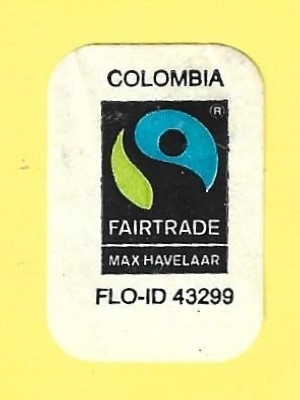 COLOMBIA
®
FAIRTRADE
MAX HAVELAAR
FLO-ID 43299